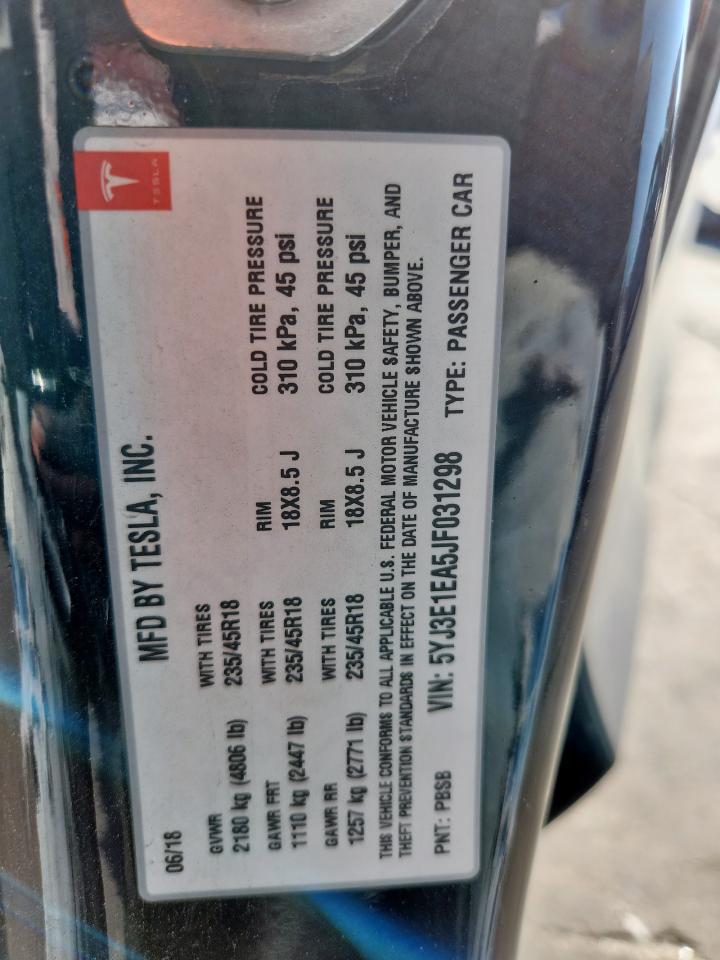 TESLA
MFD BY TESLA, INC.
06/18
GVWR WITH TIRES
2180 kg (4806 lb) 235/45R18
GAWR FRT WITH TIRES RIM COLD TIRE PRESSURE
1110 kg (2447 lb) 235/45R18 18X8.5 J 310 kPa, 45 psi
GAWR RR WITH TIRES RIM COLD TIRE PRESSURE
1257 kg (2771 lb) 235/45R18 18X8.5 J 310 kPa, 45 psi
THIS VEHICLE CONFORMS TO ALL APPLICABLE U.S. FEDERAL MOTOR VEHICLE SAFETY, BUMPER, AND
THEFT PREVENTION STANDARDS IN EFFECT ON THE DATE OF MANUFACTURE SHOWN ABOVE.
PNT: PBSB VIN: 5YJ3E1EA5JF031298 TYPE: PASSENGER CAR